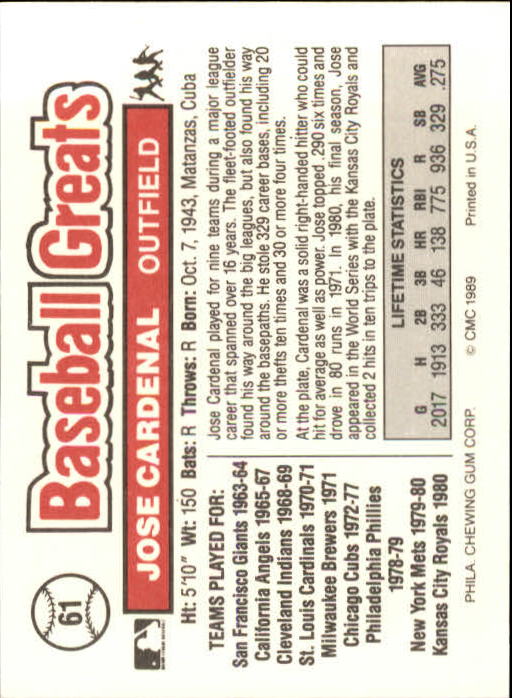 61
Baseball Greats
JOSE CARDENAL OUTFIELD
Ht: 5'10" Wt: 150 Bats: R Throws: R Born: Oct. 7, 1943, Matanzas, Cuba
TEAMS PLAYED FOR:
San Francisco Giants 1963-64
California Angels 1965-67
Cleveland Indians 1968-69
St. Louis Cardinals 1970-71
Milwaukee Brewers 1971
Chicago Cubs 1972-77
Philadelphia Phillies
1978-79
New York Mets 1979-80
Kansas City Royals 1980
Jose Cardenal played for nine teams during a major league
career that spanned over 16 years. The fleet-footed outfielder
found his way around the big leagues, but also found his way
around the basepaths. He stole 329 career bases, including 20
or more thefts ten times and 30 or more four times.
At the plate, Cardenal was a solid right-handed hitter who could
hit for average as well as power. Jose topped .290 six times and
drove in 80 runs in 1971. In 1980, his final season, Jose
appeared in the World Series with the Kansas City Royals and
collected 2 hits in ten trips to the plate.
LIFETIME STATISTICS
G H 2B 3B HR RBI R SB AVG
2017 1913 333 46 138 775 936 329 .275
PHILA. CHEWING GUM CORP. © CMC 1989 Printed in U.S.A.